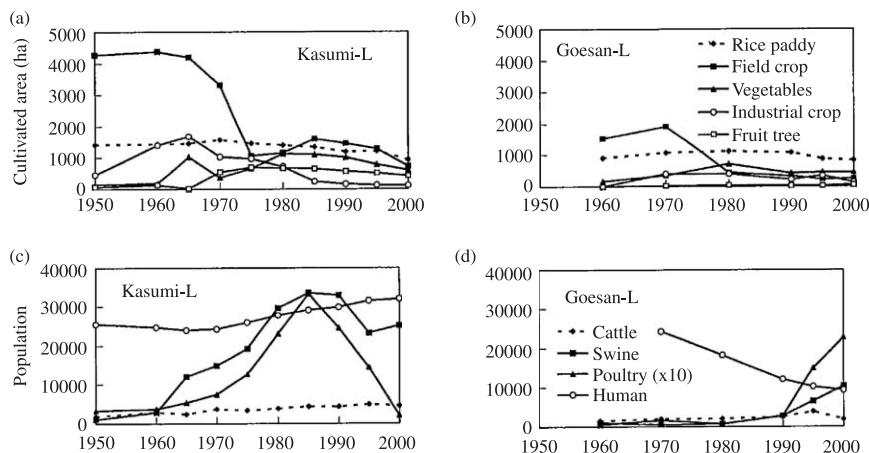 (a)
Cultivated area (ha)
5000
4000
3000
2000
1000
0
Kasumi-L
1950 1960 1970 1980 1990 2000
(b)
5000
4000
3000
2000
1000
0
Goesan-L
Rice paddy
Field crop
Vegetables
Industrial crop
Fruit tree
1950 1960 1970 1980 1990 2000
(c)
Population
40000
30000
20000
10000
0
Kasumi-L
1950 1960 1970 1980 1990 2000
(d)
40000
30000
20000
10000
0
Goesan-L
Cattle
Swine
Poultry (x10)
Human
1950 1960 1970 1980 1990 2000